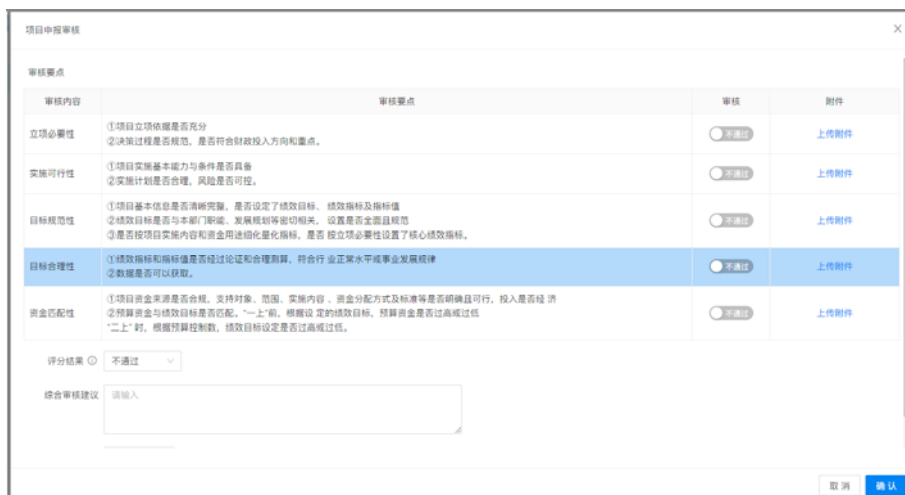 项目申报审核
审核要点
审核内容 审核要点 审核 附件
立项必要性 ①项目立项依据是否充分 不通过 上传附件
②决策过程是否规范，是否符合财政投入方向和重点。
实施可行性 ①项目实施基本能力与条件是否具备 不通过 上传附件
②实施计划是否合理，风险是否可控。
①项目基本信息是否清晰完整，是否设定了绩效目标、 绩效指标及指标值
目标规范性 ②绩效目标是否与本部门职能、发展规划等密切相关， 设置是否全面且规范 不通过 上传附件
③是否按项目实施内容和资金用途细化量化指标，是否 按立项必要性设置了核心绩效指标。
目标合理性 ①绩效指标和指标值是否经过论证和合理测算，符合行 业正常水平或事业发展规律 不通过 上传附件
②数据是否可以获取。
①项目资金来源是否合规，支持对象、范围、实施内容 、资金分配方式及标准等是否明确且可行，投入是否经 济
资金匹配性 ②预算资金与绩效目标是否匹配。“一上”前，根据设 定的绩效目标，预算资金是否过高或过低 不通过 上传附件
“二上” 时，根据预算控制数，绩效目标设定是否过高或过低。
评分结果 不通过
综合审核建议 请输入
取 消 确 认